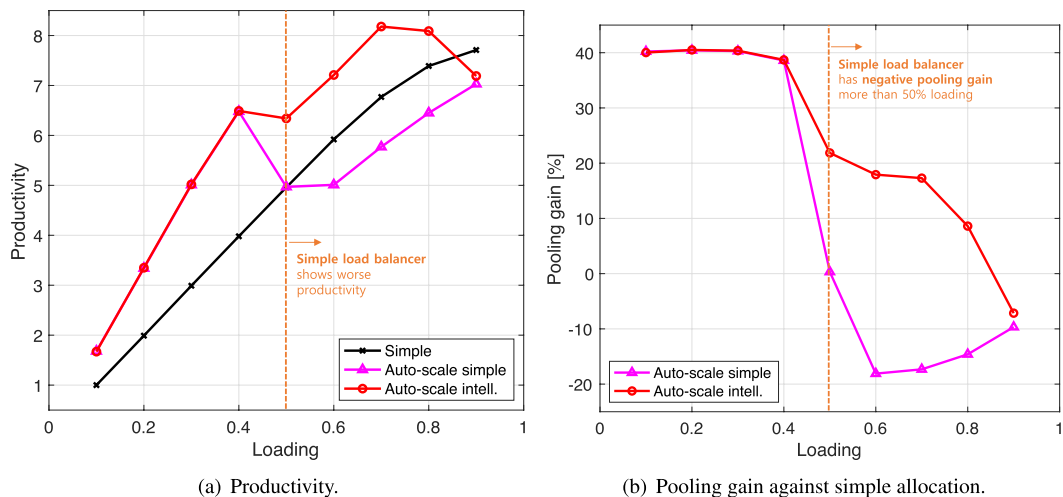 8
7
6
5
4
3
2
1
Productivity
0
0.2
0.4
0.6
0.8
1
Loading
Simple load balancer
shows worse
productivity
Simple
Auto-scale simple
Auto-scale intell.
(a) Productivity.
40
30
20
10
0
-10
-20
Pooling gain [%]
0
0.2
0.4
0.6
0.8
1
Loading
Simple load balancer
has negative pooling gain
more than 50% loading
Auto-scale simple
Auto-scale intell.
(b) Pooling gain against simple allocation.